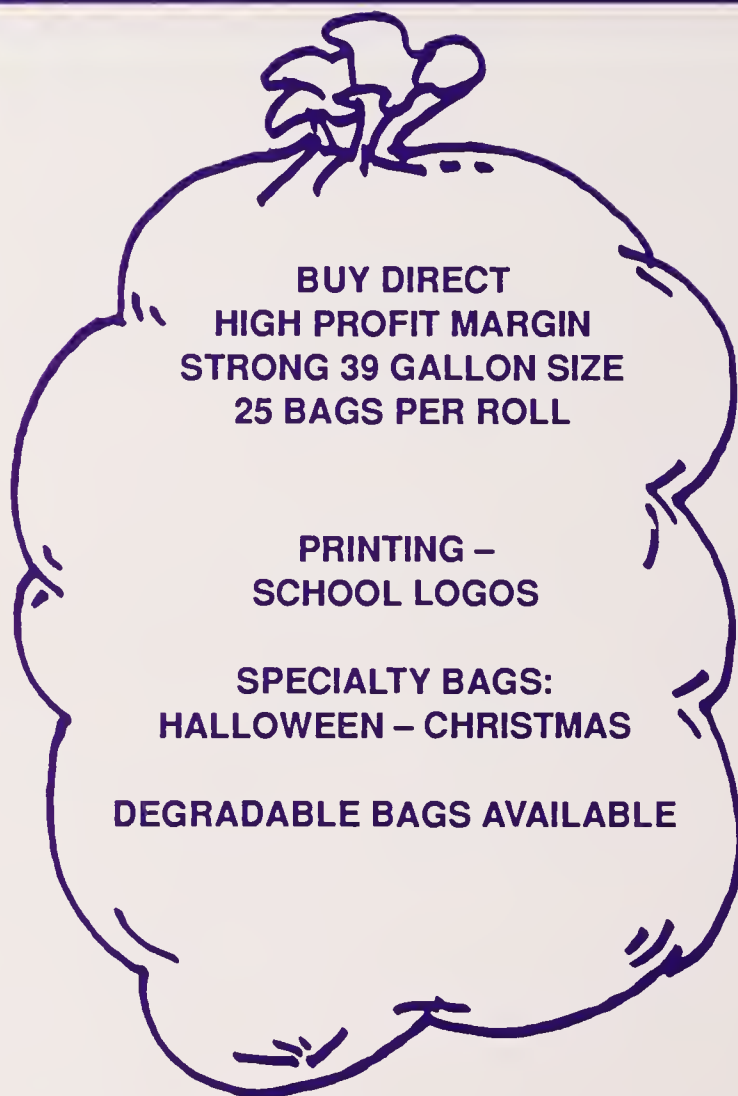 BUY DIRECT
HIGH PROFIT MARGIN
STRONG 39 GALLON SIZE
25 BAGS PER ROLL
PRINTING –
SCHOOL LOGOS
SPECIALTY BAGS:
HALLOWEEN – CHRISTMAS
DEGRADABLE BAGS AVAILABLE